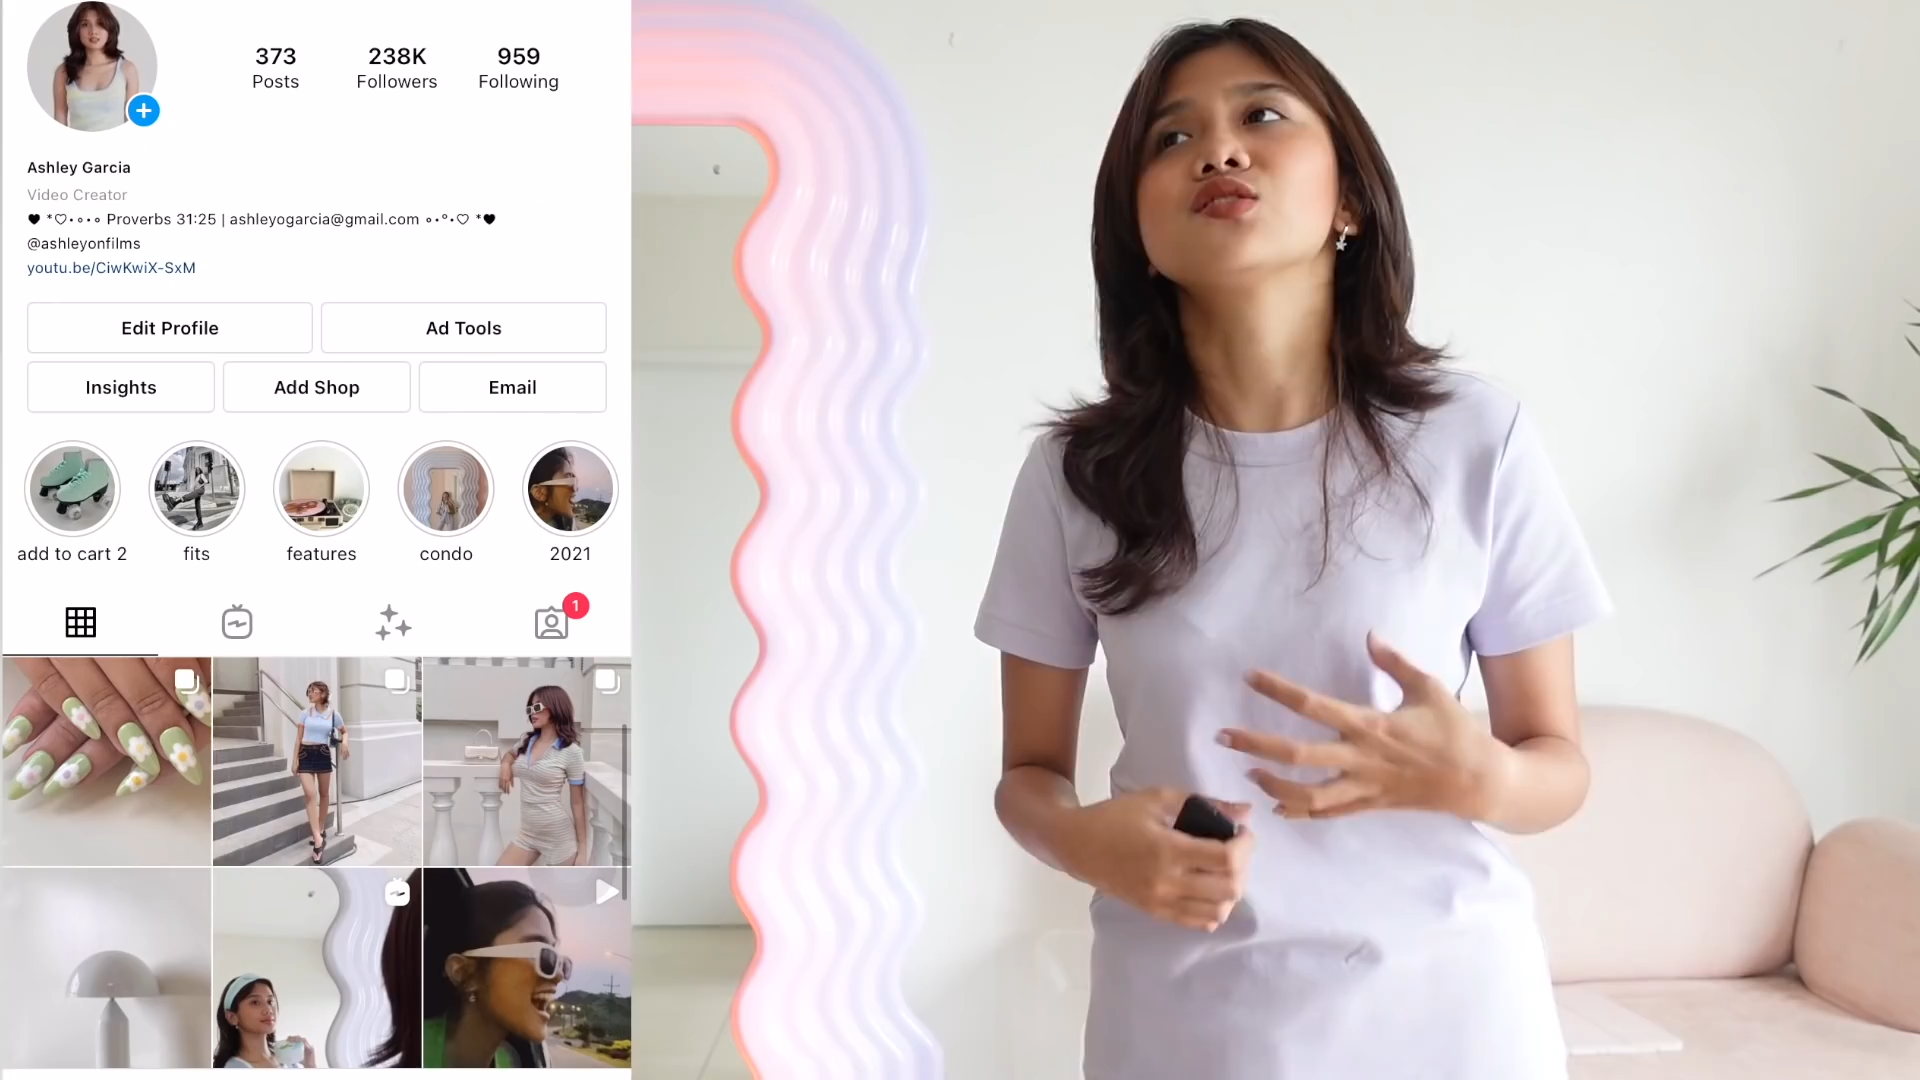 373 238K 959
Posts Followers Following
Ashley Garcia
Video Creator
♥ *♡•∘•∘ Proverbs 31:25 | ashleyogarcia@gmail.com ∘•°•♡ *♥
@ashleyonfilms
youtu.be/CiwKwiX-SxM
Edit Profile Ad Tools
Insights Add Shop Email
add to cart 2 fits features condo 2021
1